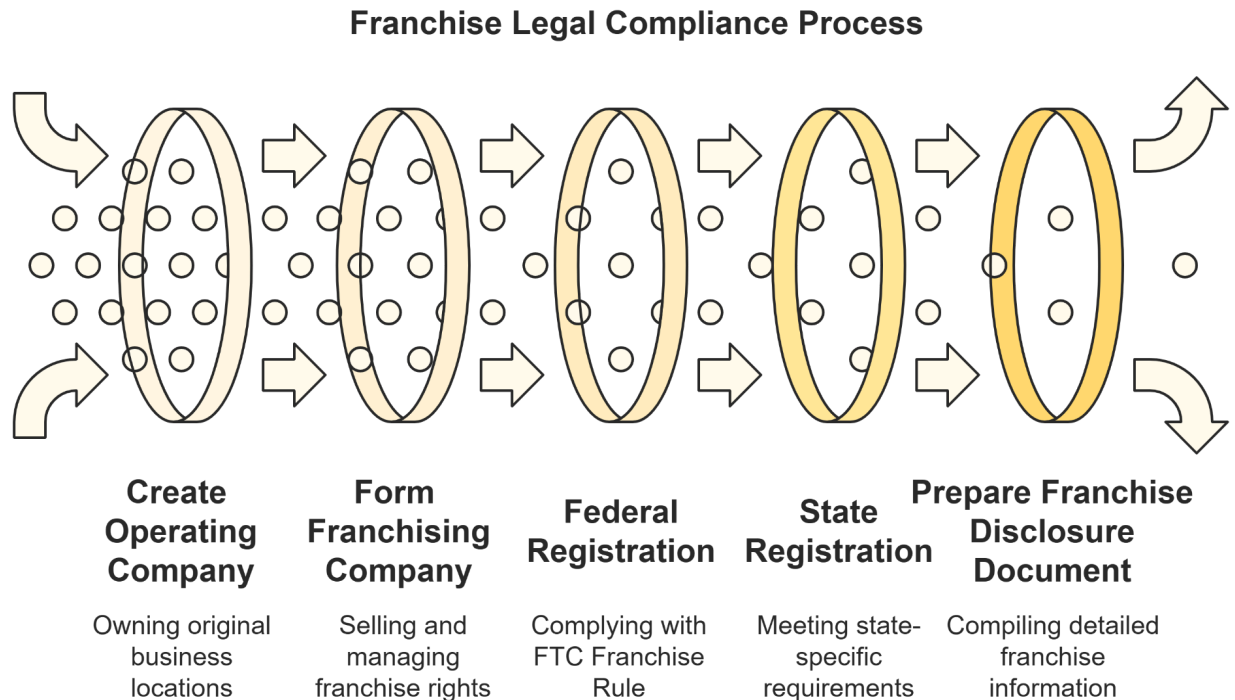 Franchise Legal Compliance Process
Create
Operating
Company
Owning original
business
locations
Form
Franchising
Company
Selling and
managing
franchise rights
Federal
Registration
Complying with
FTC Franchise
Rule
State
Registration
Meeting state-
specific
requirements
Prepare Franchise
Disclosure
Document
Compiling detailed
franchise
information